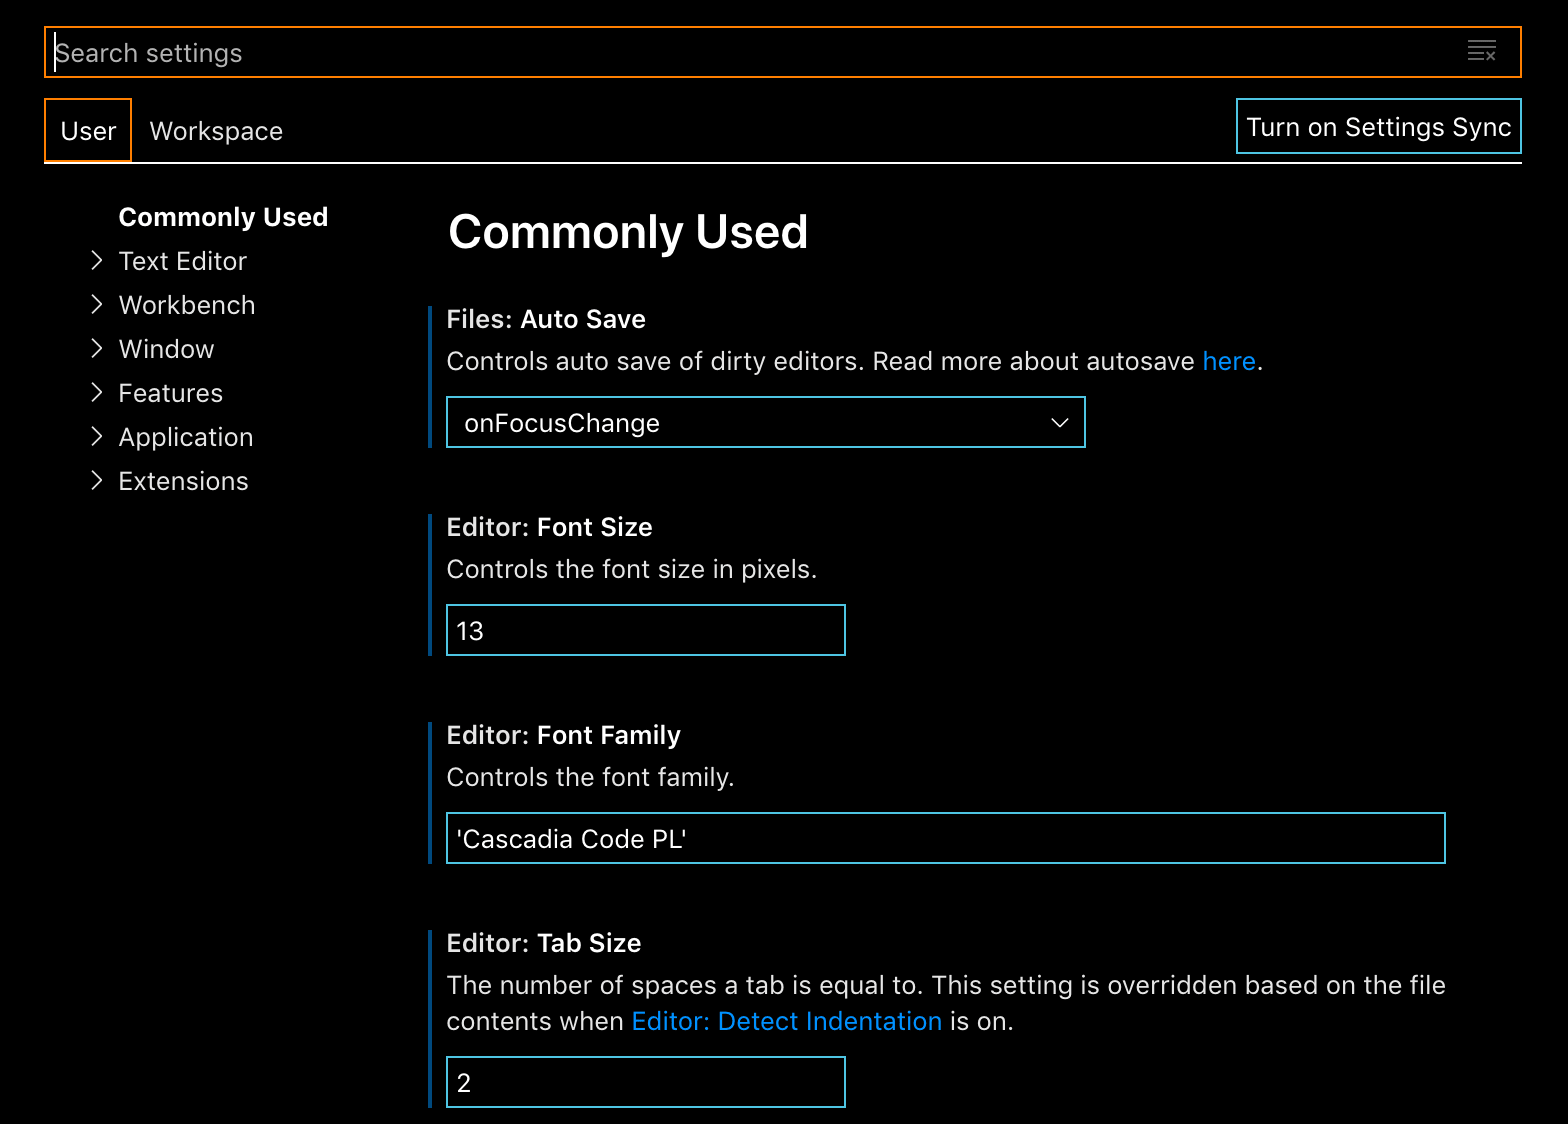 Search settings
User
Workspace
Turn on Settings Sync
Commonly Used
Text Editor
Workbench
Window
Features
Application
Extensions
Commonly Used
Files: Auto Save
Controls auto save of dirty editors. Read more about autosave here.
onFocusChange
Editor: Font Size
Controls the font size in pixels.
13
Editor: Font Family
Controls the font family.
'Cascadia Code PL'
Editor: Tab Size
The number of spaces a tab is equal to. This setting is overridden based on the file
contents when Editor: Detect Indentation is on.
2